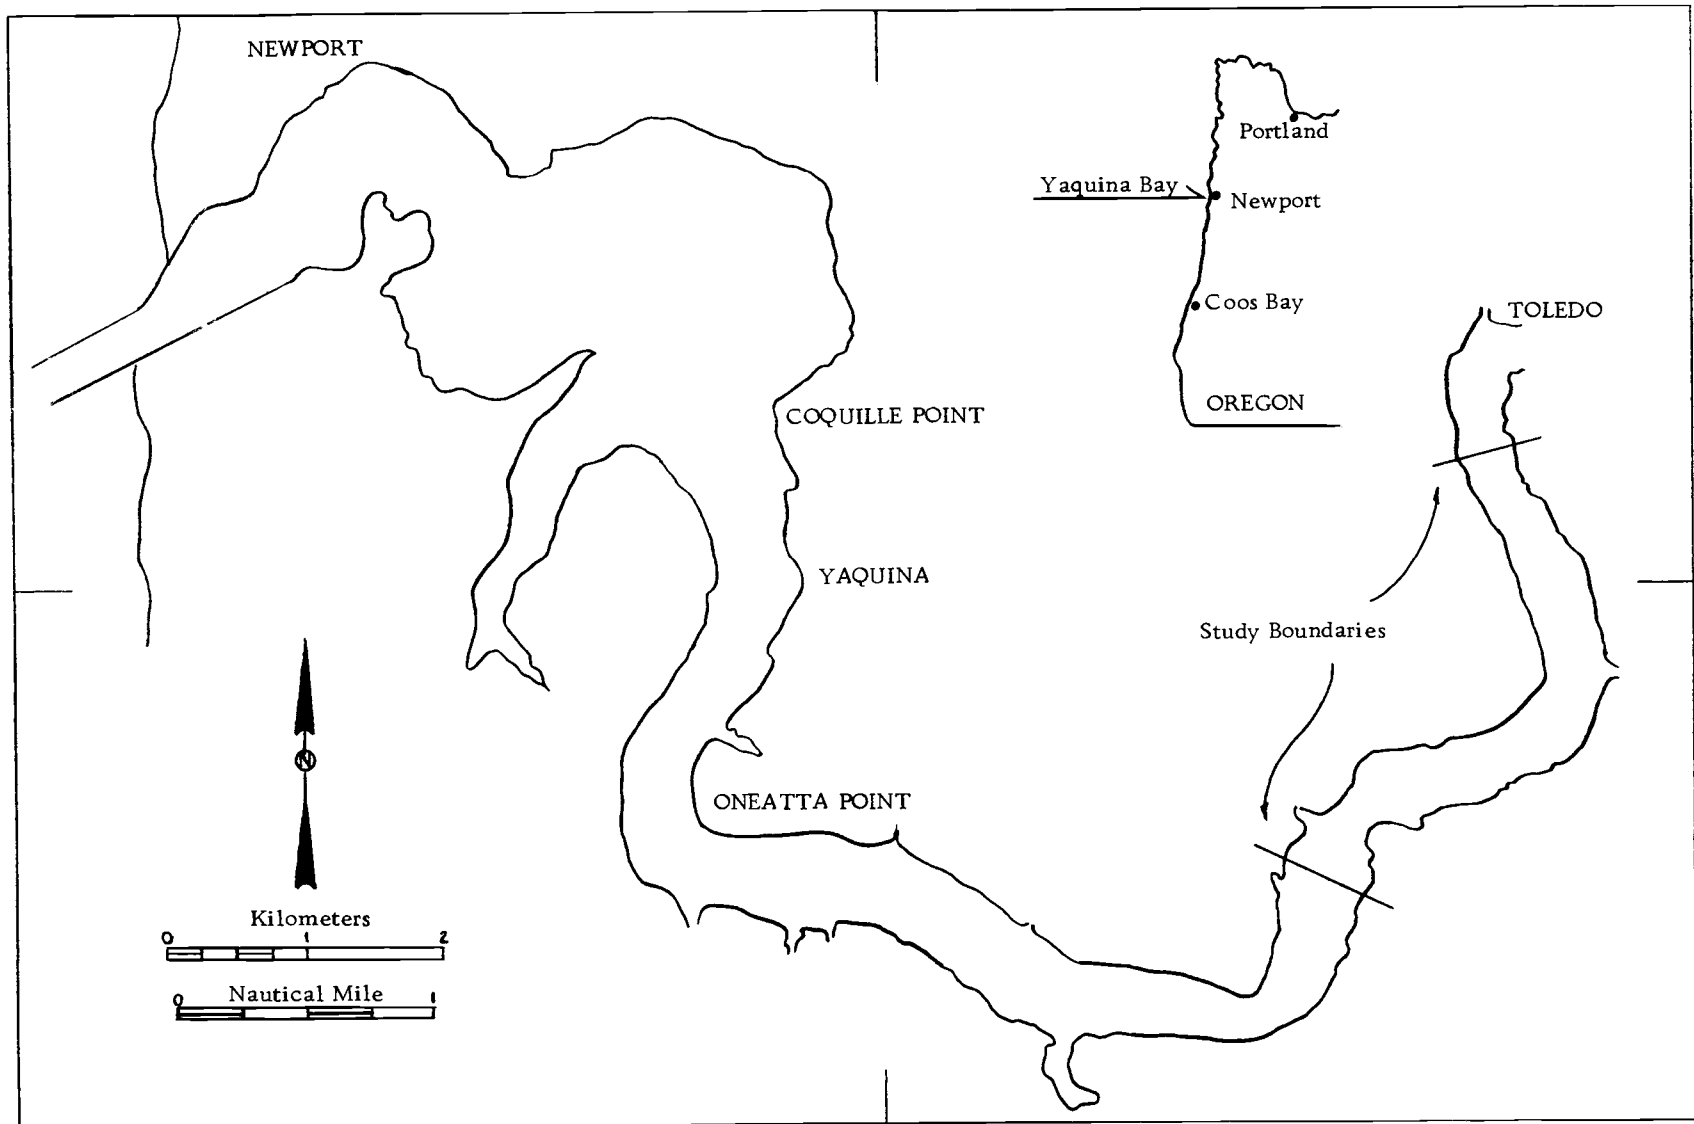 NEWPORT
Portland
Yaquina Bay
Newport
Coos Bay
TOLEDO
OREGON
COQUILLE POINT
YAQUINA
Study Boundaries
N
ONEATTA POINT
Kilometers
0 1 2
Nautical Mile
0 1